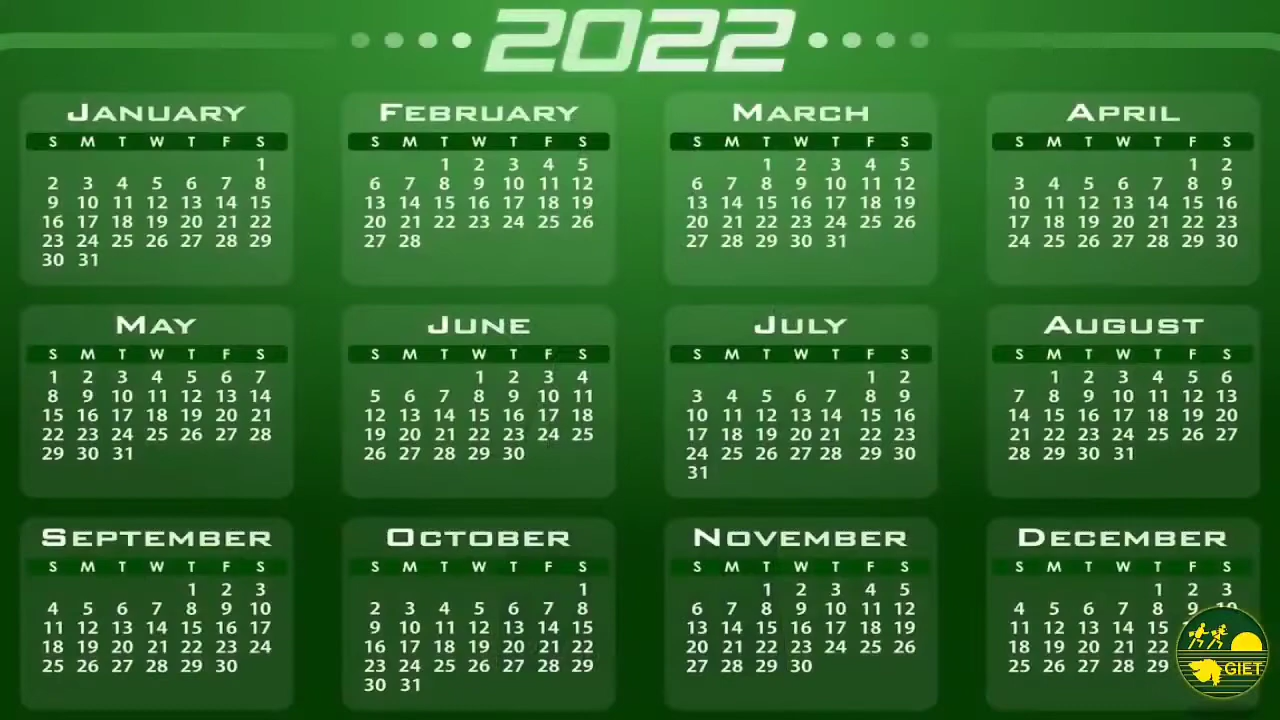 2022
JANUARY
S M T W T F S
1
2 3 4 5 6 7 8
9 10 11 12 13 14 15
16 17 18 19 20 21 22
23 24 25 26 27 28 29
30 31
FEBRUARY
S M T W T F S
1 2 3 4 5
6 7 8 9 10 11 12
13 14 15 16 17 18 19
20 21 22 23 24 25 26
27 28
MARCH
S M T W T F S
1 2 3 4 5
6 7 8 9 10 11 12
13 14 15 16 17 18 19
20 21 22 23 24 25 26
27 28 29 30 31
APRIL
S M T W T F S
1 2
3 4 5 6 7 8 9
10 11 12 13 14 15 16
17 18 19 20 21 22 23
24 25 26 27 28 29 30
MAY
S M T W T F S
1 2 3 4 5 6 7
8 9 10 11 12 13 14
15 16 17 18 19 20 21
22 23 24 25 26 27 28
29 30 31
JUNE
S M T W T F S
1 2 3 4
5 6 7 8 9 10 11
12 13 14 15 16 17 18
19 20 21 22 23 24 25
26 27 28 29 30
JULY
S M T W T F S
1 2
3 4 5 6 7 8 9
10 11 12 13 14 15 16
17 18 19 20 21 22 23
24 25 26 27 28 29 30
31
AUGUST
S M T W T F S
1 2 3 4 5 6
7 8 9 10 11 12 13
14 15 16 17 18 19 20
21 22 23 24 25 26 27
28 29 30 31
SEPTEMBER
S M T W T F S
1 2 3
4 5 6 7 8 9 10
11 12 13 14 15 16 17
18 19 20 21 22 23 24
25 26 27 28 29 30
OCTOBER
S M T W T F S
1
2 3 4 5 6 7 8
9 10 11 12 13 14 15
16 17 18 19 20 21 22
23 24 25 26 27 28 29
30 31
NOVEMBER
S M T W T F S
1 2 3 4 5
6 7 8 9 10 11 12
13 14 15 16 17 18 19
20 21 22 23 24 25 26
27 28 29 30
DECEMBER
S M T W T F S
1 2 3
4 5 6 7 8 9 10
11 12 13 14 15
18 19 20 21 22
25 26 27 28 29
GIET